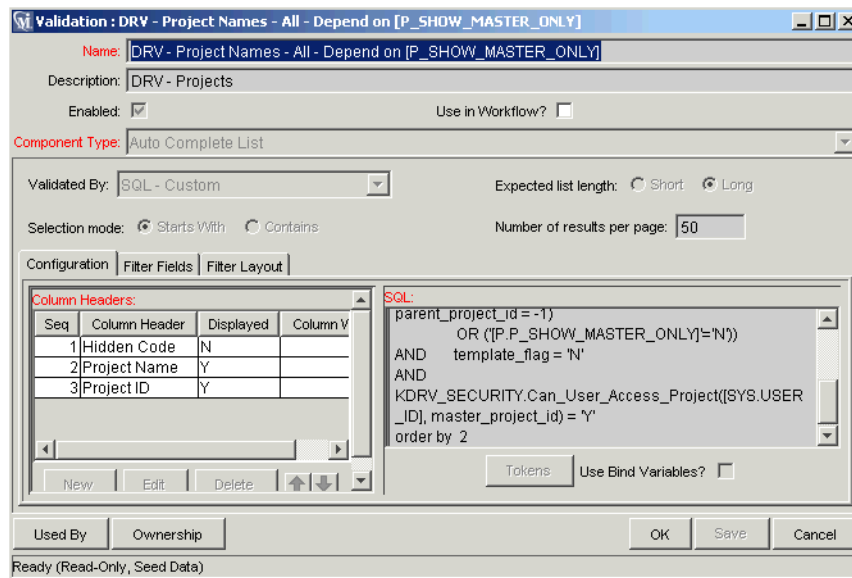 Validation : DRV - Project Names - All - Depend on [P_SHOW_MASTER_ONLY]
Name: DRV - Project Names - All - Depend on [P_SHOW_MASTER_ONLY]
Description: DRV - Projects
Enabled: Use in Workflow?
Component Type: Auto Complete List
Validated By: SQL - Custom Expected list length: Short Long
Selection mode: Starts With Contains Number of results per page: 50
Configuration Filter Fields Filter Layout
Column Headers:
Seq Column Header Displayed Column V
1 Hidden Code N
2 Project Name Y
3 Project ID Y
New Edit Delete
SQL:
parent_project_id = -1)
OR ('[P.P_SHOW_MASTER_ONLY]'='N'))
AND template_flag = 'N'
AND
KDRV_SECURITY.Can_User_Access_Project([SYS.USER
_ID], master_project_id) = 'Y'
order by 2
Tokens Use Bind Variables?
Used By Ownership OK Save Cancel
Ready (Read-Only, Seed Data)